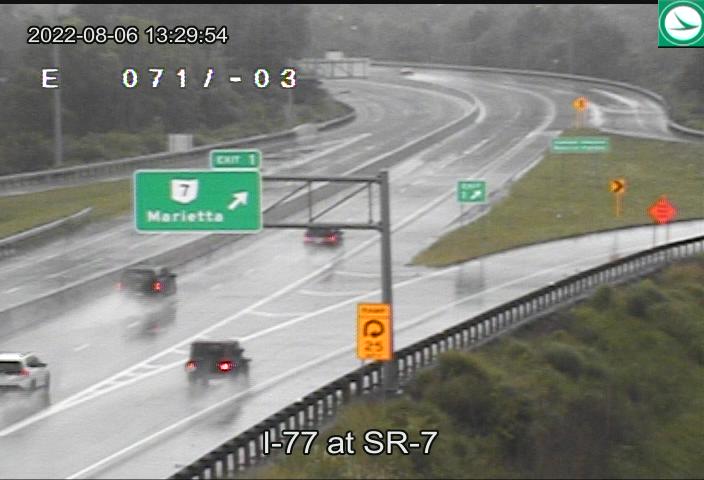 2022-08-06 13:29:54
E 071/-03
EXIT 1
7
Marietta
EXIT
1
RAMP
25
I-77 at SR-7